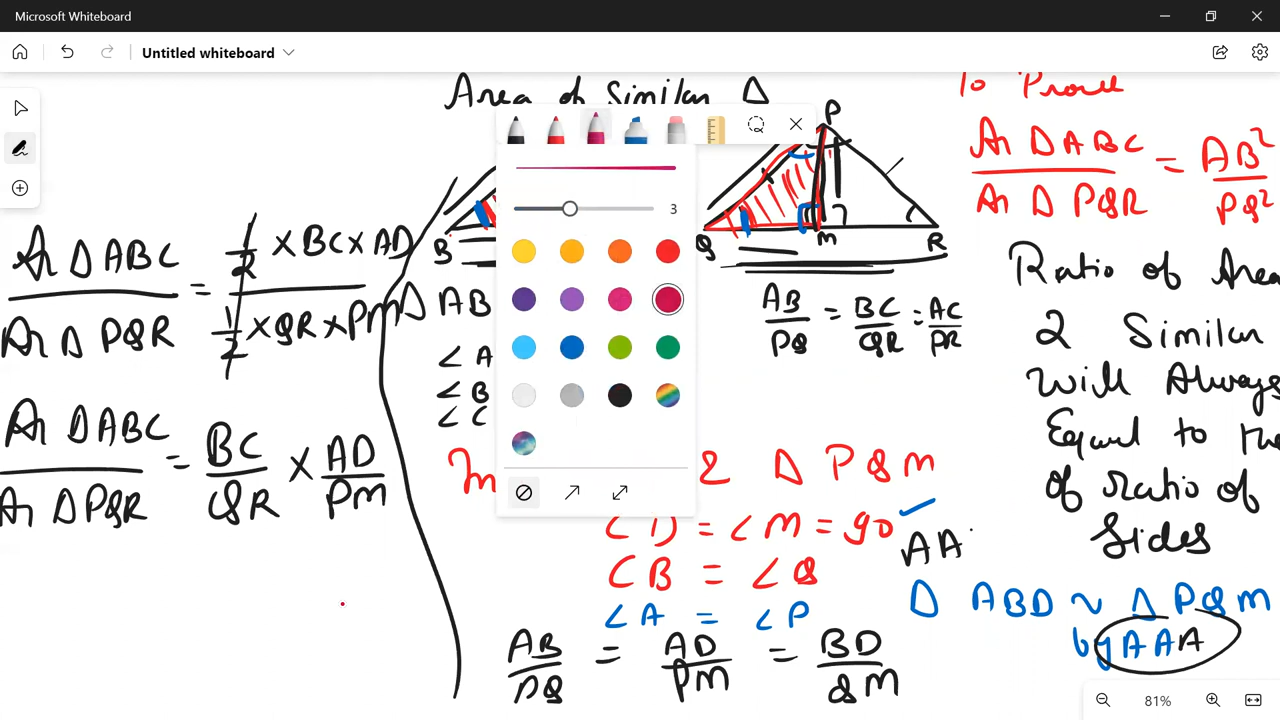 Microsoft Whiteboard
Untitled whiteboard
Area of Similar Δ
To Prove
Ar Δ ABC / Ar Δ PQR = AB² / PQ²
P
B
Q M R
Ar Δ ABC / Ar Δ PQR = 1/2 × BC × AD / 1/2 × QR × PM
Δ AB
∠A
∠B
∠C
3
AB/PQ = BC/QR = AC/PR
Ratio of Area
2 Similar
Will Always
Equal to the
of ratio of
Sides
Ar Δ ABC / Ar Δ PQR = BC/QR × AD/PM
In & Δ PQM
∠D = ∠M = 90
∠B = ∠Q
∠A = ∠P
AA
Δ ABD ~ Δ PQM
by AAA
AB/PQ = AD/PM = BD/QM
81%